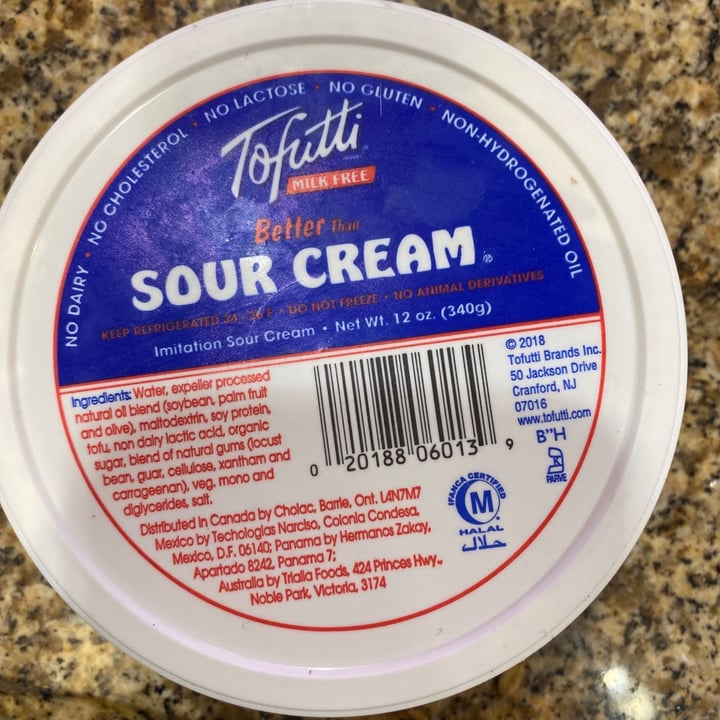 NO DAIRY • NO CHOLESTEROL • NO LACTOSE • NO GLUTEN • NON-HYDROGENATED OIL
Tofutti
MILK FREE
Better Than
SOUR CREAM
KEEP REFRIGERATED 34 - 36 F • DO NOT FREEZE • NO ANIMAL DERIVATIVES
Imitation Sour Cream • Net Wt. 12 oz. (340g)
Ingredients: Water, expeller processed
natural oil blend (soybean, palm fruit
and olive), maltodextrin, soy protein,
tofu, non dairy lactic acid, organic
sugar, blend of natural gums (locust
bean, guar, cellulose, xantham and
carrageenan), veg. mono and
diglycerides, salt.
0 20188 06013 9
© 2018
Tofutti Brands Inc.
50 Jackson Drive
Cranford, NJ
07016
www.tofutti.com
B"H
K
PARVE
IFANCA CERTIFIED
M
HALAL
حلال
Distributed in Canada by Cholac, Barrie, Ont. L4N7M7
Mexico by Techologias Narciso, Colonia Condesa,
Mexico, D.F. 06140; Panama by Hermanos Zakay,
Apartado 8242, Panama 7;
Australia by Trialia Foods, 424 Princes Hwy.,
Noble Park, Victoria, 3174